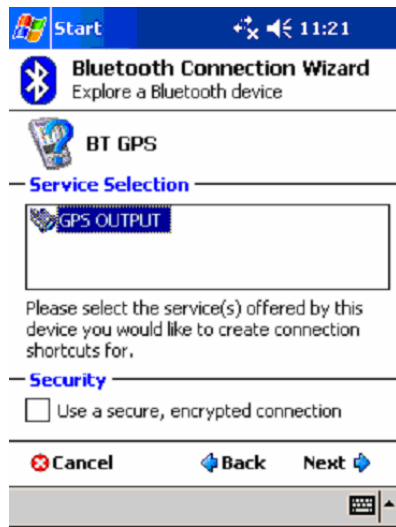 Start 11:21
Bluetooth Connection Wizard
Explore a Bluetooth device
BT GPS
Service Selection
GPS OUTPUT
Please select the service(s) offered by this
device you would like to create connection
shortcuts for.
Security
Use a secure, encrypted connection
Cancel Back Next